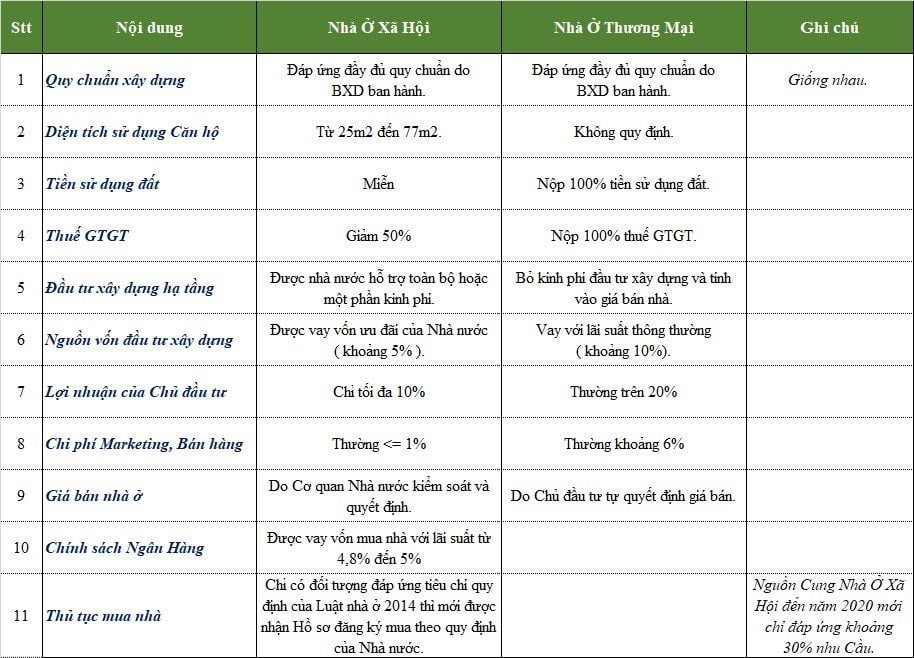 Stt Nội dung Nhà Ở Xã Hội Nhà Ở Thương Mại Ghi chú
1 Quy chuẩn xây dựng Đáp ứng đầy đủ quy chuẩn do Đáp ứng đầy đủ quy chuẩn do Giống nhau.
BXD ban hành. BXD ban hành.
2 Diện tích sử dụng Căn hộ Từ 25m2 đến 77m2. Không quy định.
3 Tiền sử dụng đất Miễn Nộp 100% tiền sử dụng đất.
4 Thuế GTGT Giảm 50% Nộp 100% thuế GTGT.
5 Đầu tư xây dựng hạ tầng Được nhà nước hỗ trợ toàn bộ hoặc Bỏ kinh phí đầu tư xây dựng và tính
một phần kinh phí. vào giá bán nhà.
6 Nguồn vốn đầu tư xây dựng Được vay vốn ưu đãi của Nhà nước Vay với lãi suất thông thường
( khoảng 5% ). ( khoảng 10%).
7 Lợi nhuận của Chủ đầu tư Chỉ tối đa 10% Thường trên 20%
8 Chi phí Marketing, Bán hàng Thường <= 1% Thường khoảng 6%
9 Giá bán nhà ở Do Cơ quan Nhà nước kiểm soát và Do Chủ đầu tư tự quyết định giá bán.
quyết định.
10 Chính sách Ngân Hàng Được vay vốn mua nhà với lãi suất từ
4,8% đến 5%
11 Thủ tục mua nhà Chỉ có đối tượng đáp ứng tiêu chí quy Nguồn Cung Nhà Ở Xã
định của Luật nhà ở 2014 thì mới được Hội đến năm 2020 mới
nhận Hồ sơ đăng ký mua theo quy định chỉ đáp ứng khoảng
của Nhà nước. 30% nhu Cầu.